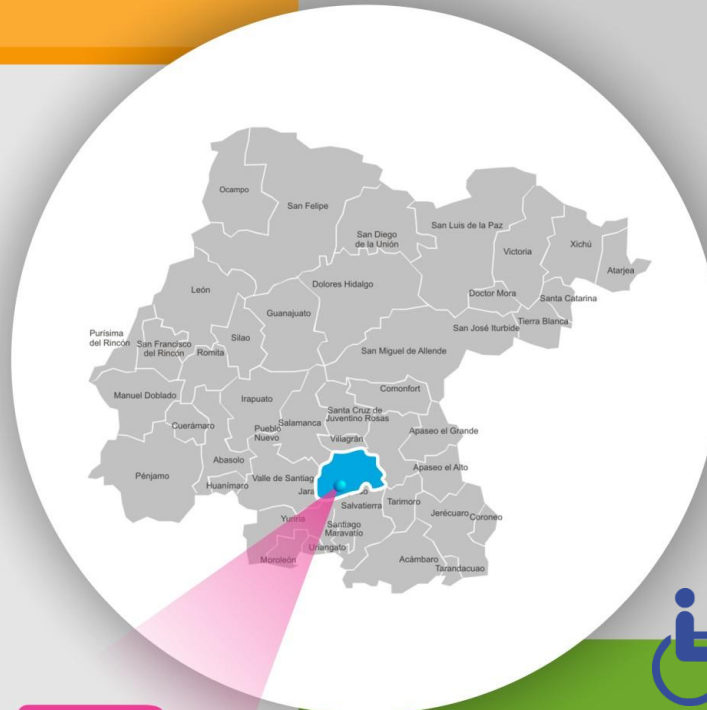 Ocampo
San Felipe
San Diego
de la Unión
San Luis de la Paz
Victoria
Xichú
Atarjea
León
Dolores Hidalgo
Doctor Mora
Santa Catarina
Guanajuato
Purísima
del Rincón
San Francisco
del Rincón
Romita
Silao
San José Iturbide
Tierra Blanca
San Miguel de Allende
Manuel Doblado
Irapuato
Comonfort
Cuerámaro
Pueblo
Nuevo
Salamanca
Santa Cruz de
Juventino Rosas
Villagrán
Apaseo el Grande
Abasolo
Apaseo el Alto
Pénjamo
Huanímaro
Valle de Santiag
Jara
Salvatierra
Tarimoro
Jerécuaro
Coroneo
Yuriria
Santiago
Maravatío
Uriangato
Moroleón
Acámbaro
Tarandacuao